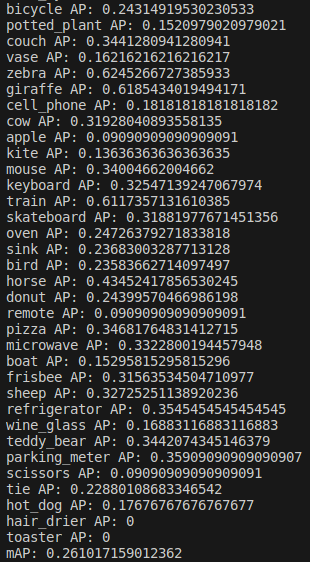 bicycle AP: 0.24314919530230533
potted_plant AP: 0.1520979020979021
couch AP: 0.3441280941280941
vase AP: 0.16216216216216217
zebra AP: 0.6245266727385933
giraffe AP: 0.6185434019494171
cell_phone AP: 0.18181818181818182
cow AP: 0.31928040893558135
apple AP: 0.09090909090909091
kite AP: 0.13636363636363635
mouse AP: 0.34004662004662
keyboard AP: 0.32547139247067974
train AP: 0.6117357131610385
skateboard AP: 0.31881977671451356
oven AP: 0.24726379271833818
sink AP: 0.23683003287713128
bird AP: 0.23583662714097497
horse AP: 0.43452417856530245
donut AP: 0.24399570466986198
remote AP: 0.09090909090909091
pizza AP: 0.34681764831412715
microwave AP: 0.3322800194457948
boat AP: 0.15295815295815296
frisbee AP: 0.31563534504710977
sheep AP: 0.32725251138920236
refrigerator AP: 0.3545454545454545
wine_glass AP: 0.16883116883116883
teddy_bear AP: 0.3442074345146379
parking_meter AP: 0.35909090909090907
scissors AP: 0.09090909090909091
tie AP: 0.22880108683346542
hot_dog AP: 0.17676767676767677
hair_drier AP: 0
toaster AP: 0
mAP: 0.261017159012362